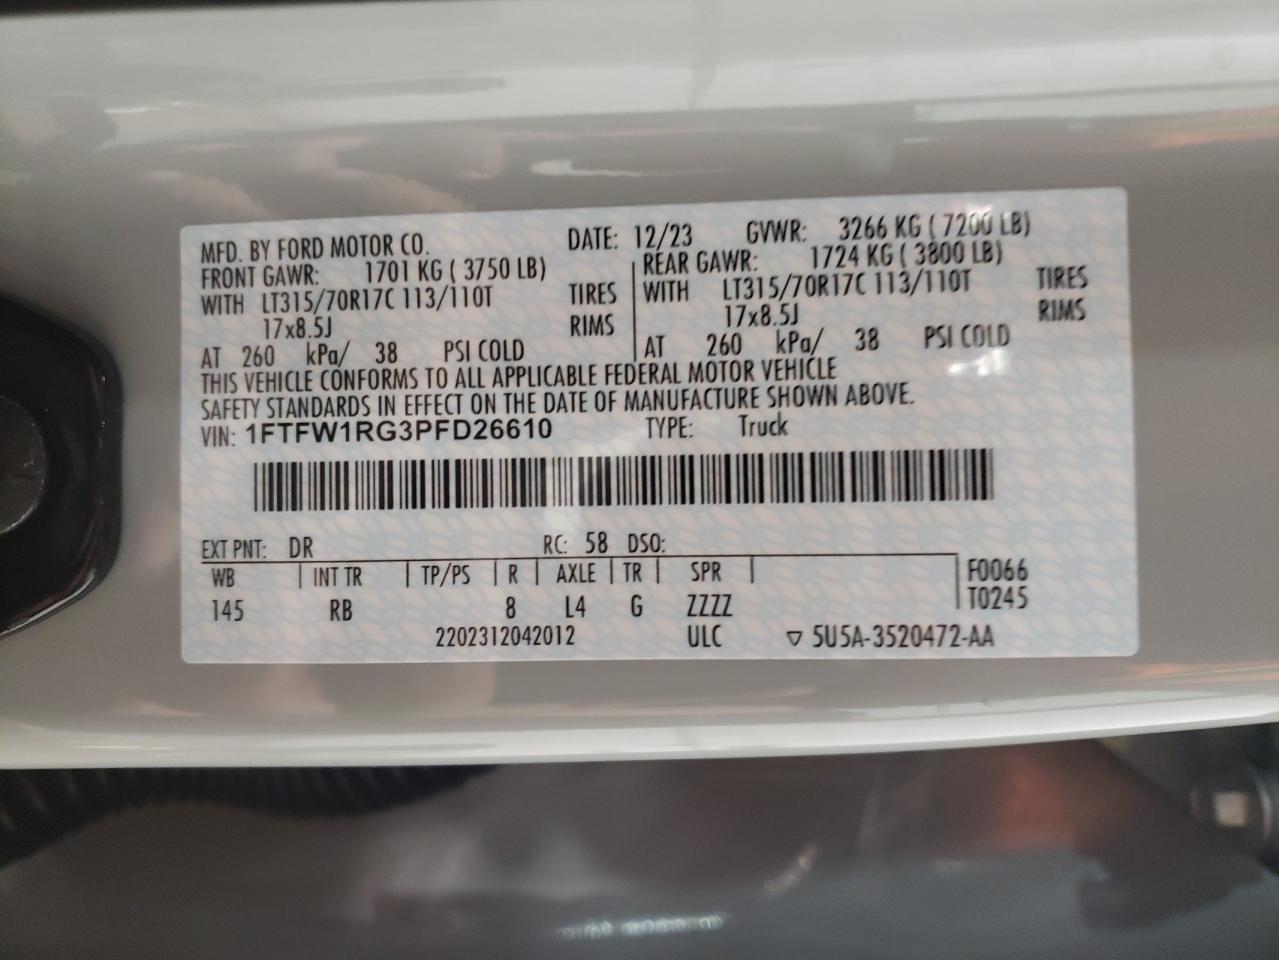 MFD. BY FORD MOTOR CO. DATE: 12/23 GVWR: 3266 KG ( 7200 LB)
FRONT GAWR: 1701 KG ( 3750 LB) REAR GAWR: 1724 KG ( 3800 LB)
WITH LT315/70R17C 113/110T TIRES WITH LT315/70R17C 113/110T TIRES
17x8.5J RIMS 17x8.5J RIMS
AT 260 kPa/ 38 PSI COLD AT 260 kPa/ 38 PSI COLD
THIS VEHICLE CONFORMS TO ALL APPLICABLE FEDERAL MOTOR VEHICLE
SAFETY STANDARDS IN EFFECT ON THE DATE OF MANUFACTURE SHOWN ABOVE.
VIN: 1FTFW1RG3PFD26610 TYPE: Truck
EXT PNT: DR RC: 58 DSO:
WB INT TR TP/PS R AXLE TR SPR F0066
145 RB 8 L4 G ZZZZ T0245
2202312042012 ULC ▽ 5U5A-3520472-AA